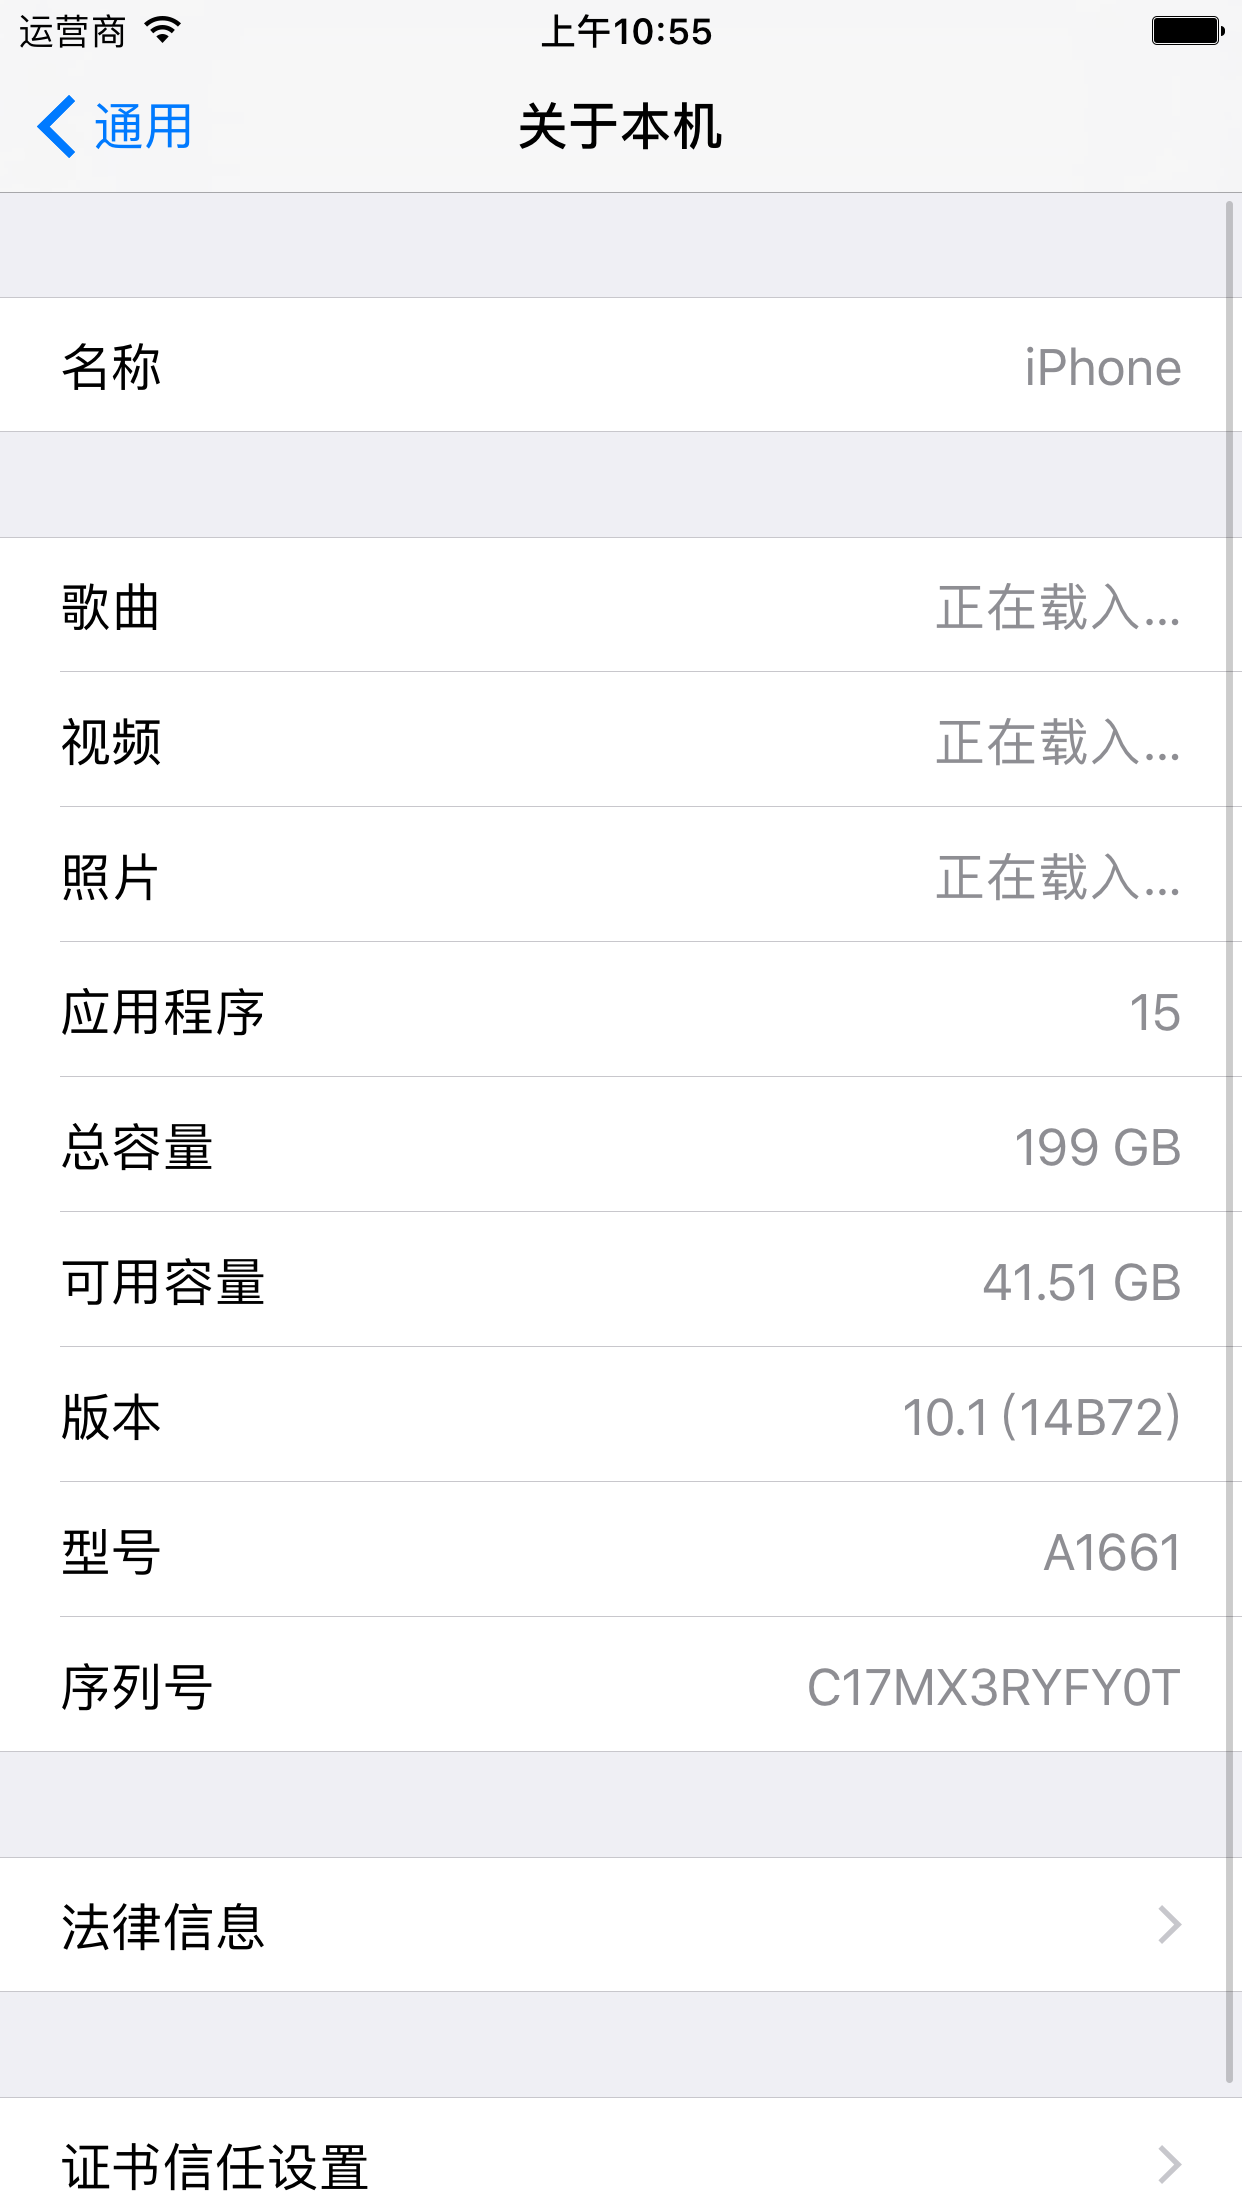 运营商 上午10:55
通用 关于本机
名称 iPhone
歌曲 正在载入...
视频 正在载入...
照片 正在载入...
应用程序 15
总容量 199 GB
可用容量 41.51 GB
版本 10.1 (14B72)
型号 A1661
序列号 C17MX3RYFY0T
法律信息
证书信任设置